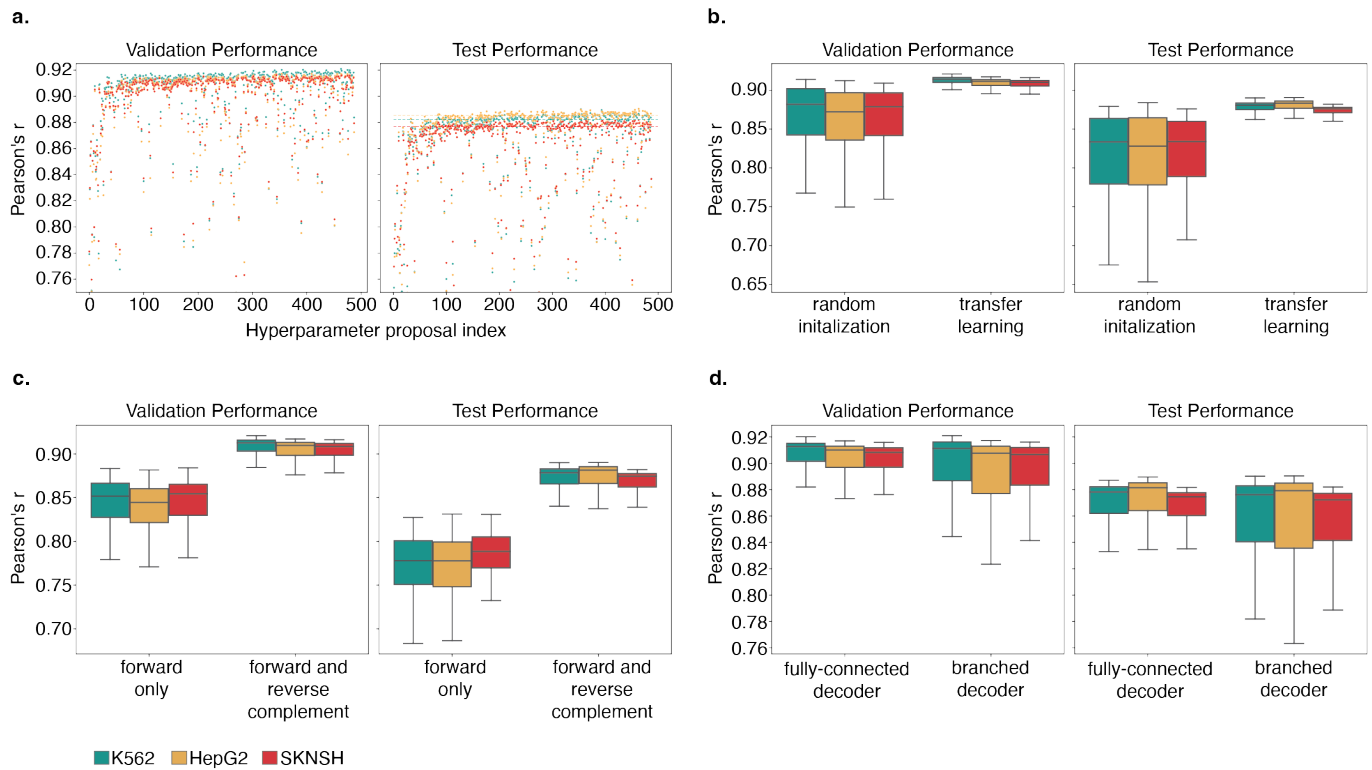 a.
Validation Performance
Test Performance
Pearson's r
0.92
0.90
0.88
0.86
0.84
0.82
0.80
0.78
0.76
0 100 200 300 400 500
0 100 200 300 400 500
Hyperparameter proposal index
b.
Validation Performance
Test Performance
Pearson's r
0.90
0.85
0.80
0.75
0.70
0.65
random
initalization
transfer
learning
random
initalization
transfer
learning
c.
Validation Performance
Test Performance
Pearson's r
0.90
0.85
0.80
0.75
0.70
forward
only
forward and
reverse
complement
forward
only
forward and
reverse
complement
d.
Validation Performance
Test Performance
Pearson's r
0.92
0.90
0.88
0.86
0.84
0.82
0.80
0.78
0.76
fully-connected
decoder
branched
decoder
fully-connected
decoder
branched
decoder
K562 HepG2 SKNSH